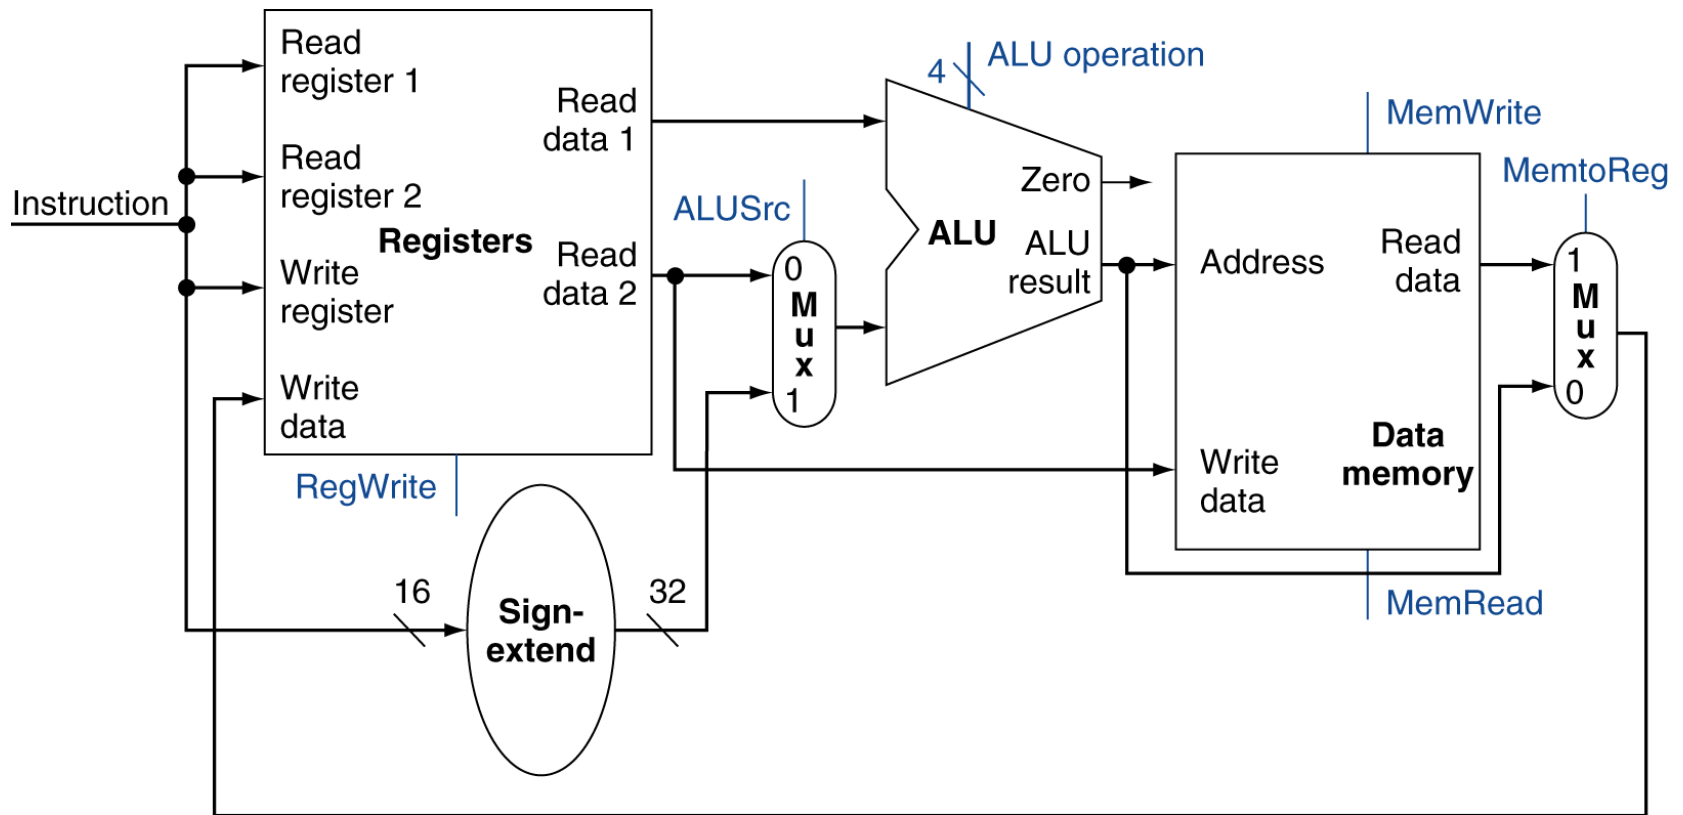 Instruction
Read
register 1
Read
register 2
Write
register
Write
data
Registers
Read
data 1
Read
data 2
RegWrite
16
Sign-
extend
32
ALUSrc
0
M
u
x
1
4
ALU operation
Zero
ALU
ALU
result
MemWrite
Address
Read
data
Write
data
Data
memory
MemRead
MemtoReg
1
M
u
x
0